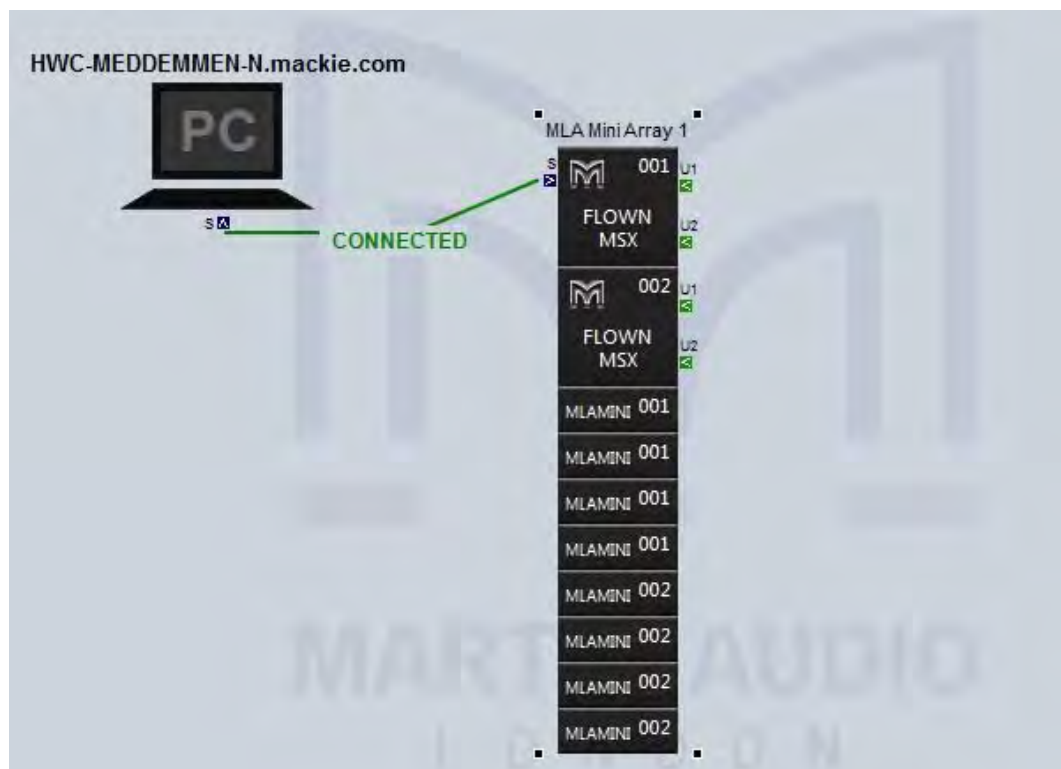 HWC-MEDDEMMEN-N.mackie.com
PC
S
CONNECTED
MLA Mini Array 1
S
001
U1
FLOWN
MSX
U2
002
U1
FLOWN
MSX
U2
MLAMINI 001
MLAMINI 001
MLAMINI 001
MLAMINI 001
MLAMINI 002
MLAMINI 002
MLAMINI 002
MLAMINI 002
MARTIN AUDIO
LONDON